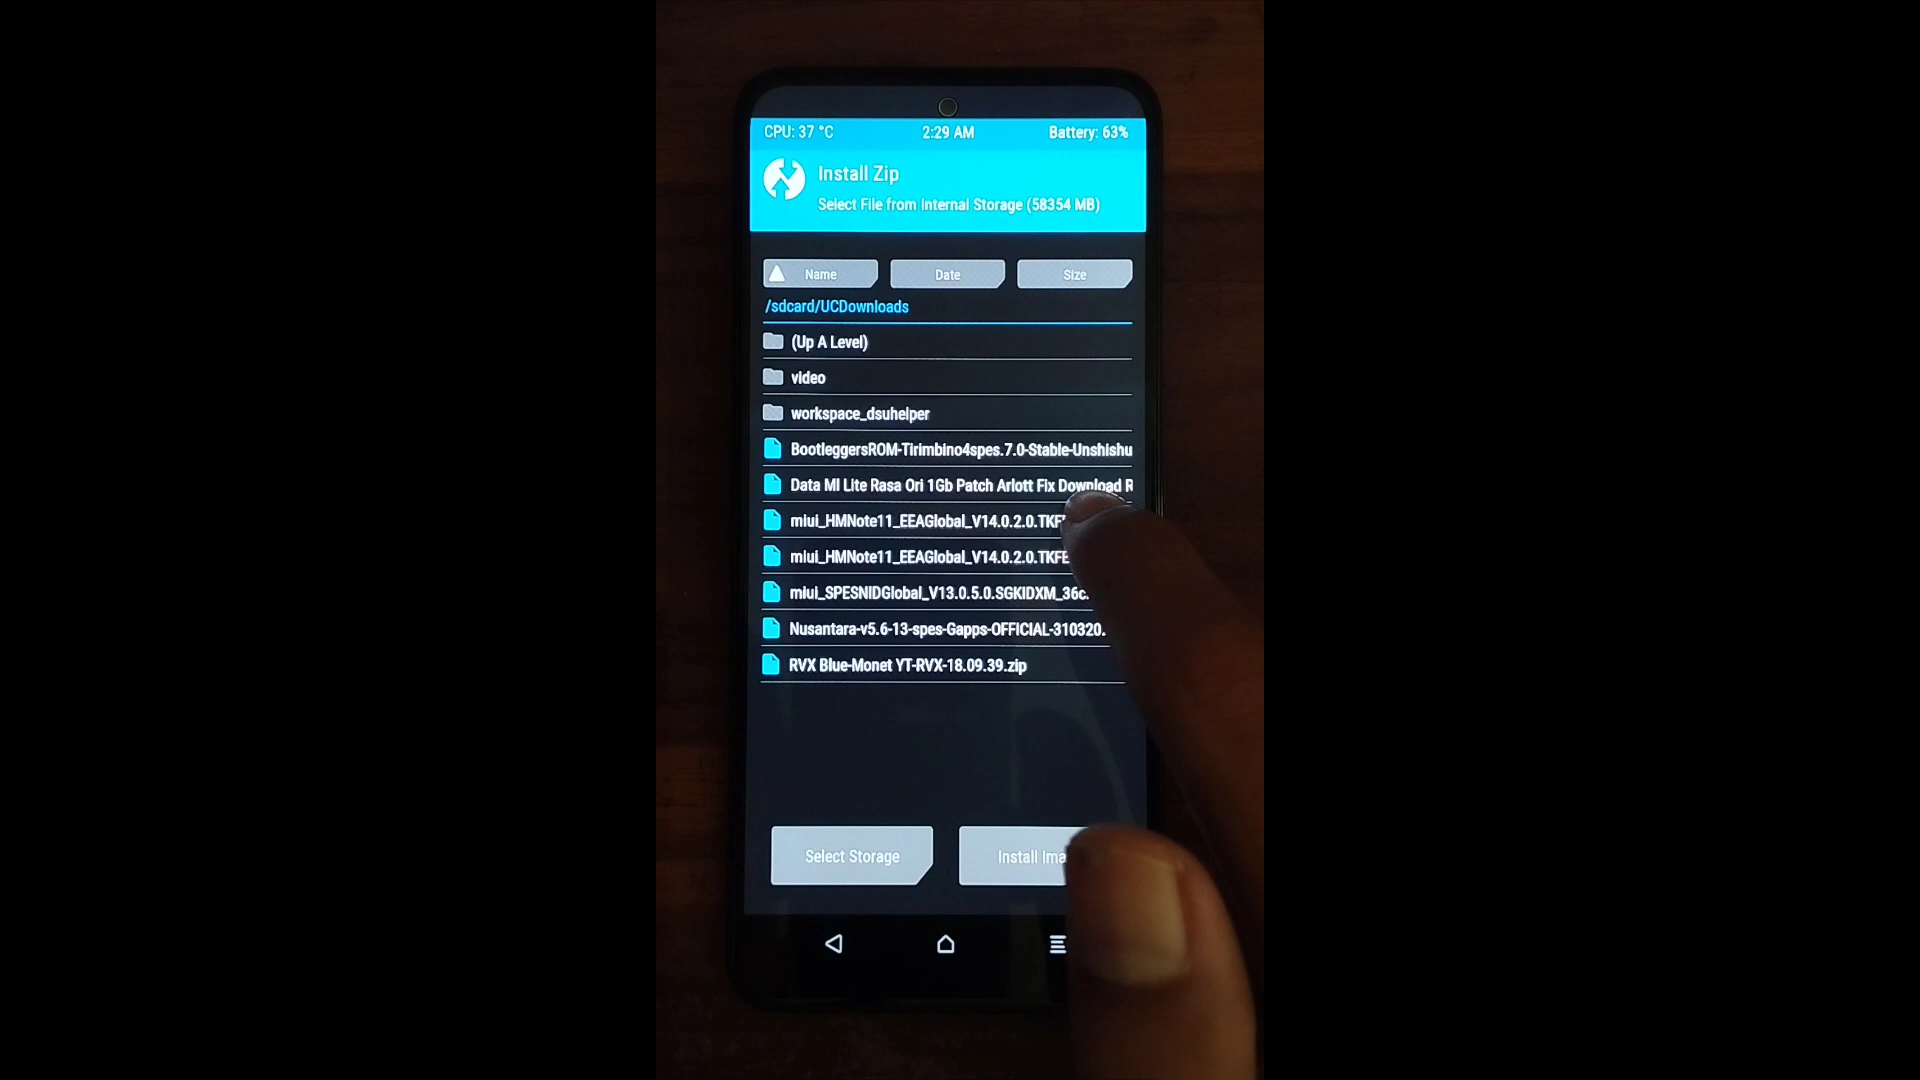 CPU: 37 °C 2:29 AM Battery: 63%
Install Zip
Select File from Internal Storage (58354 MB)
Name Date Size
/sdcard/UCDownloads
(Up A Level)
video
workspace_dsuhelper
BootleggersROM-Tirimbino4spes.7.0-Stable-Unshishu
Data Ml Lite Rasa Ori 1Gb Patch Arlott Fix Download R
miui_HMNote11_EEAGlobal_V14.0.2.0.TKF
miui_HMNote11_EEAGlobal_V14.0.2.0.TKFE
miui_SPESNIDGlobal_V13.0.5.0.SGKIDXM_36c.
Nusantara-v5.6-13-spes-Gapps-OFFICIAL-310320.
RVX Blue-Monet YT-RVX-18.09.39.zip
Select Storage Install Ima